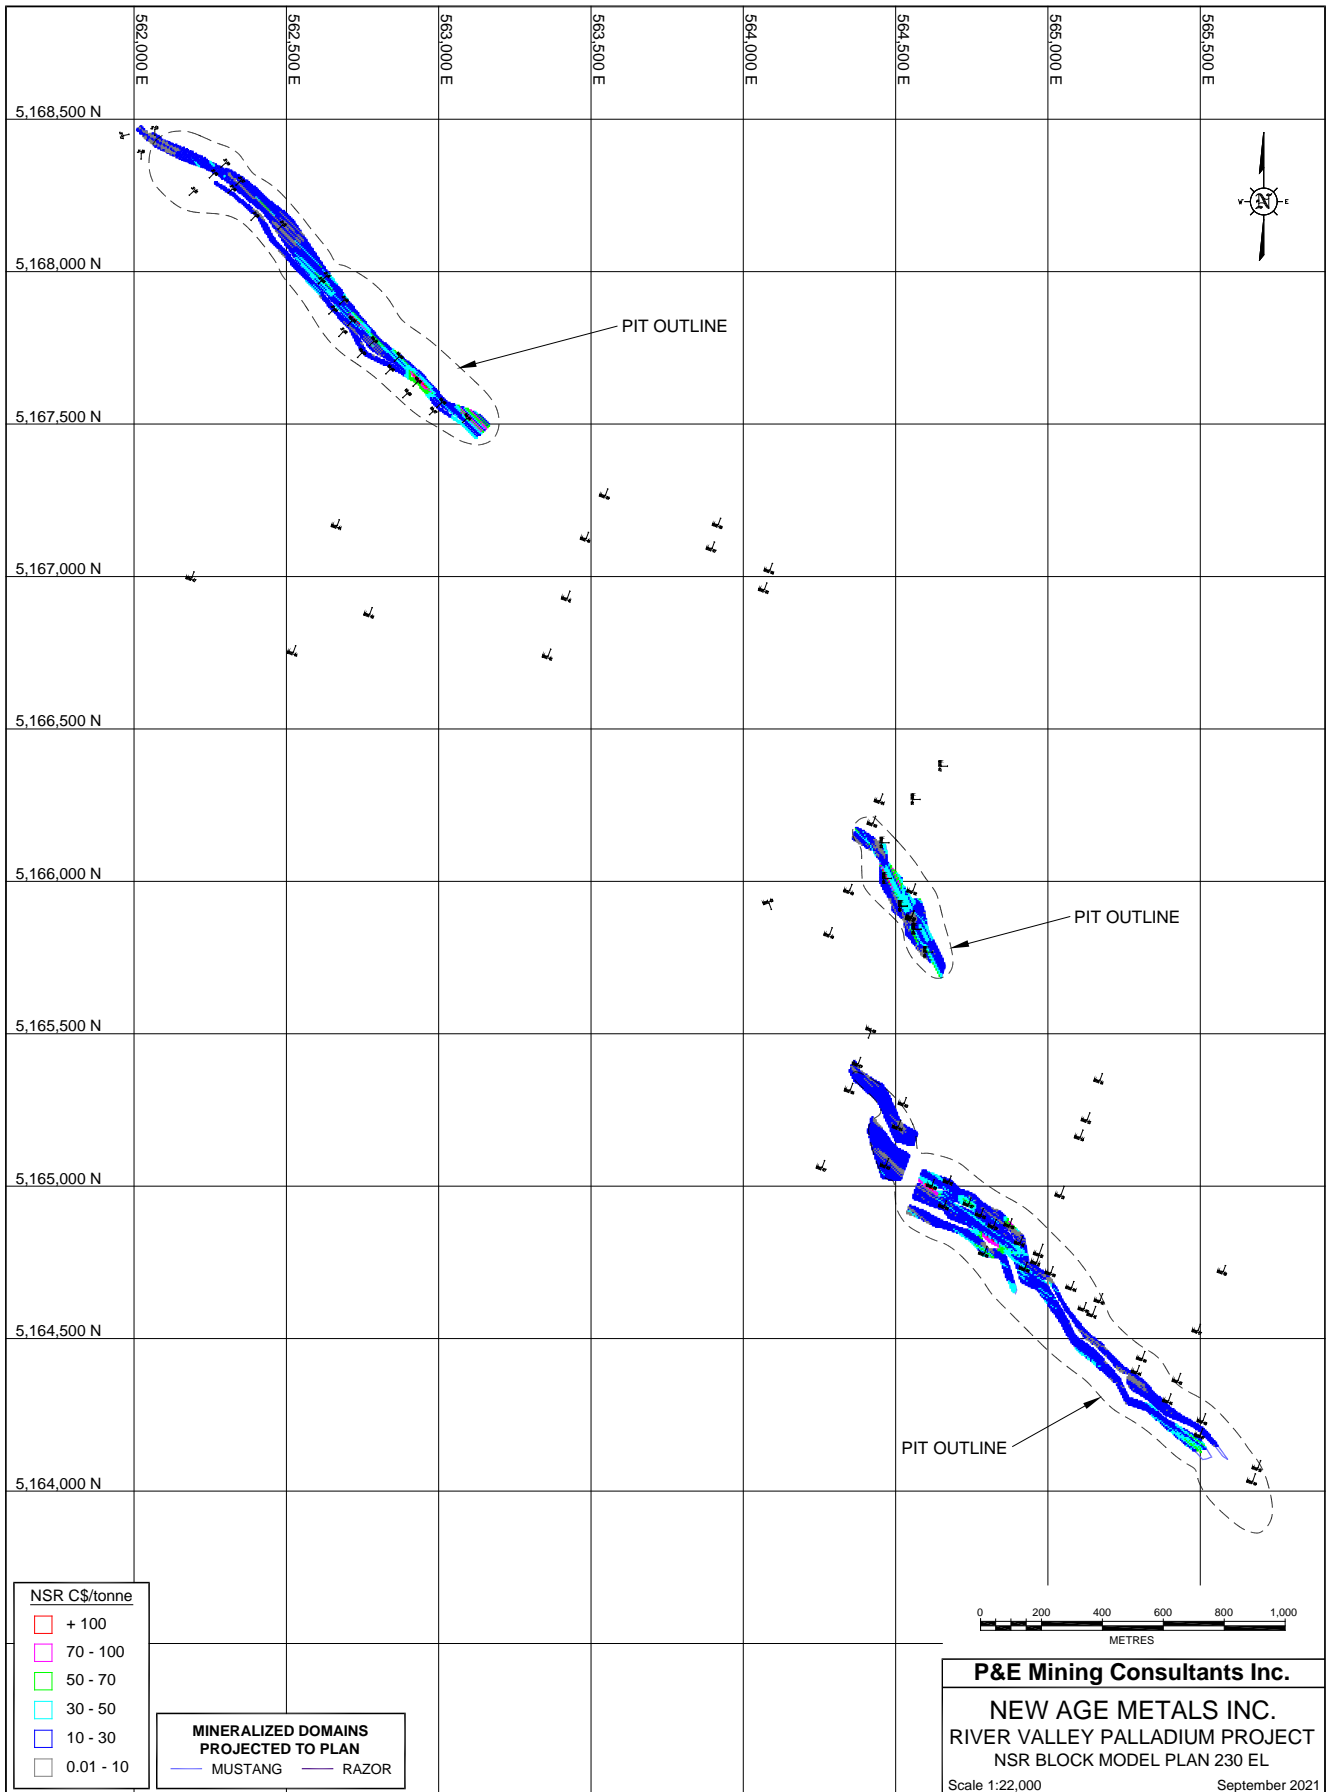 562,000 E
562,500 E
563,000 E
563,500 E
564,000 E
564,500 E
565,000 E
565,500 E
5,168,500 N
N
W
E
5,168,000 N
PIT OUTLINE
5,167,500 N
5,167,000 N
5,166,500 N
5,166,000 N
PIT OUTLINE
5,165,500 N
5,165,000 N
5,164,500 N
PIT OUTLINE
5,164,000 N
NSR C$/tonne
+ 100
70 - 100
50 - 70
30 - 50
10 - 30
0.01 - 10
MINERALIZED DOMAINS
PROJECTED TO PLAN
MUSTANG RAZOR
0 200 400 600 800 1,000
METRES
P&E Mining Consultants Inc.
NEW AGE METALS INC.
RIVER VALLEY PALLADIUM PROJECT
NSR BLOCK MODEL PLAN 230 EL
Scale 1:22,000 September 2021